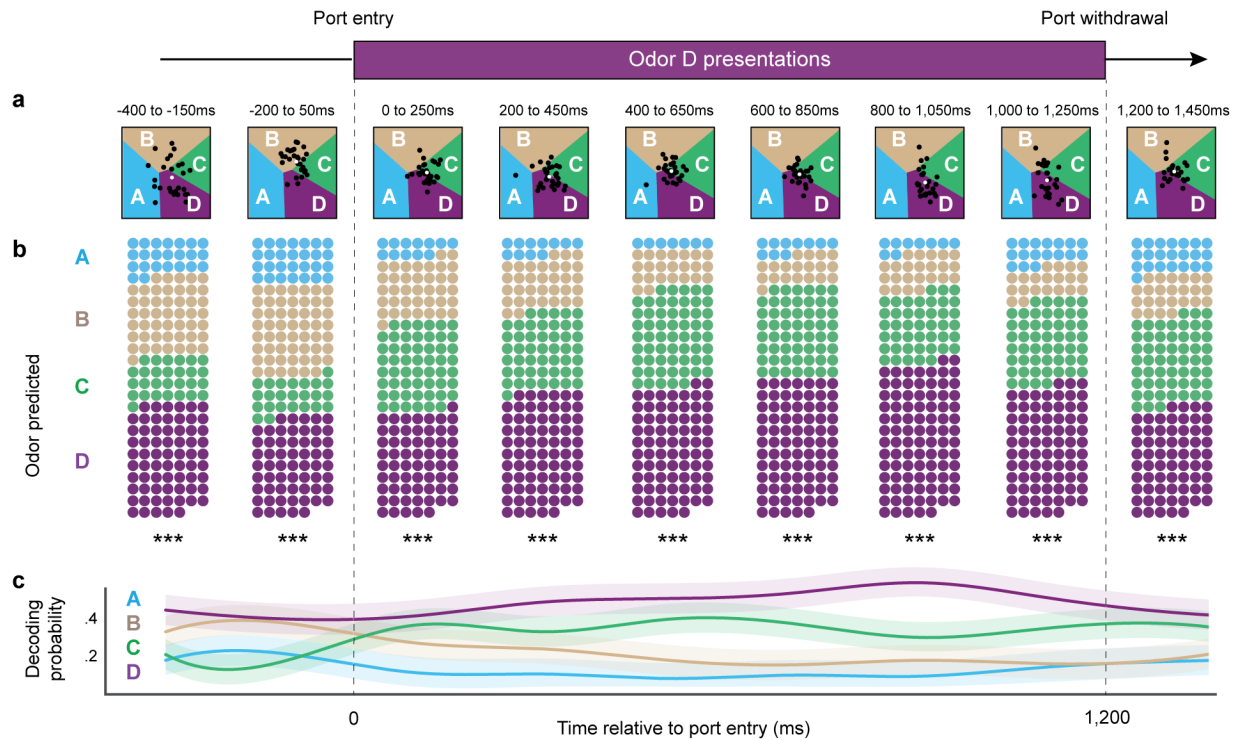 Port entry
Port withdrawal
Odor D presentations
a
-400 to -150ms
-200 to 50ms
0 to 250ms
200 to 450ms
400 to 650ms
600 to 850ms
800 to 1,050ms
1,000 to 1,250ms
1,200 to 1,450ms
B
C
A
D
B
C
A
D
B
C
A
D
B
C
A
D
B
C
A
D
B
C
A
D
B
C
A
D
B
C
A
D
B
C
A
D
b
Odor predicted
A
B
C
D
*** *** *** *** *** *** *** *** ***
c
Decoding
probability
A
B
C
D
.4
.2
0
Time relative to port entry (ms)
1,200